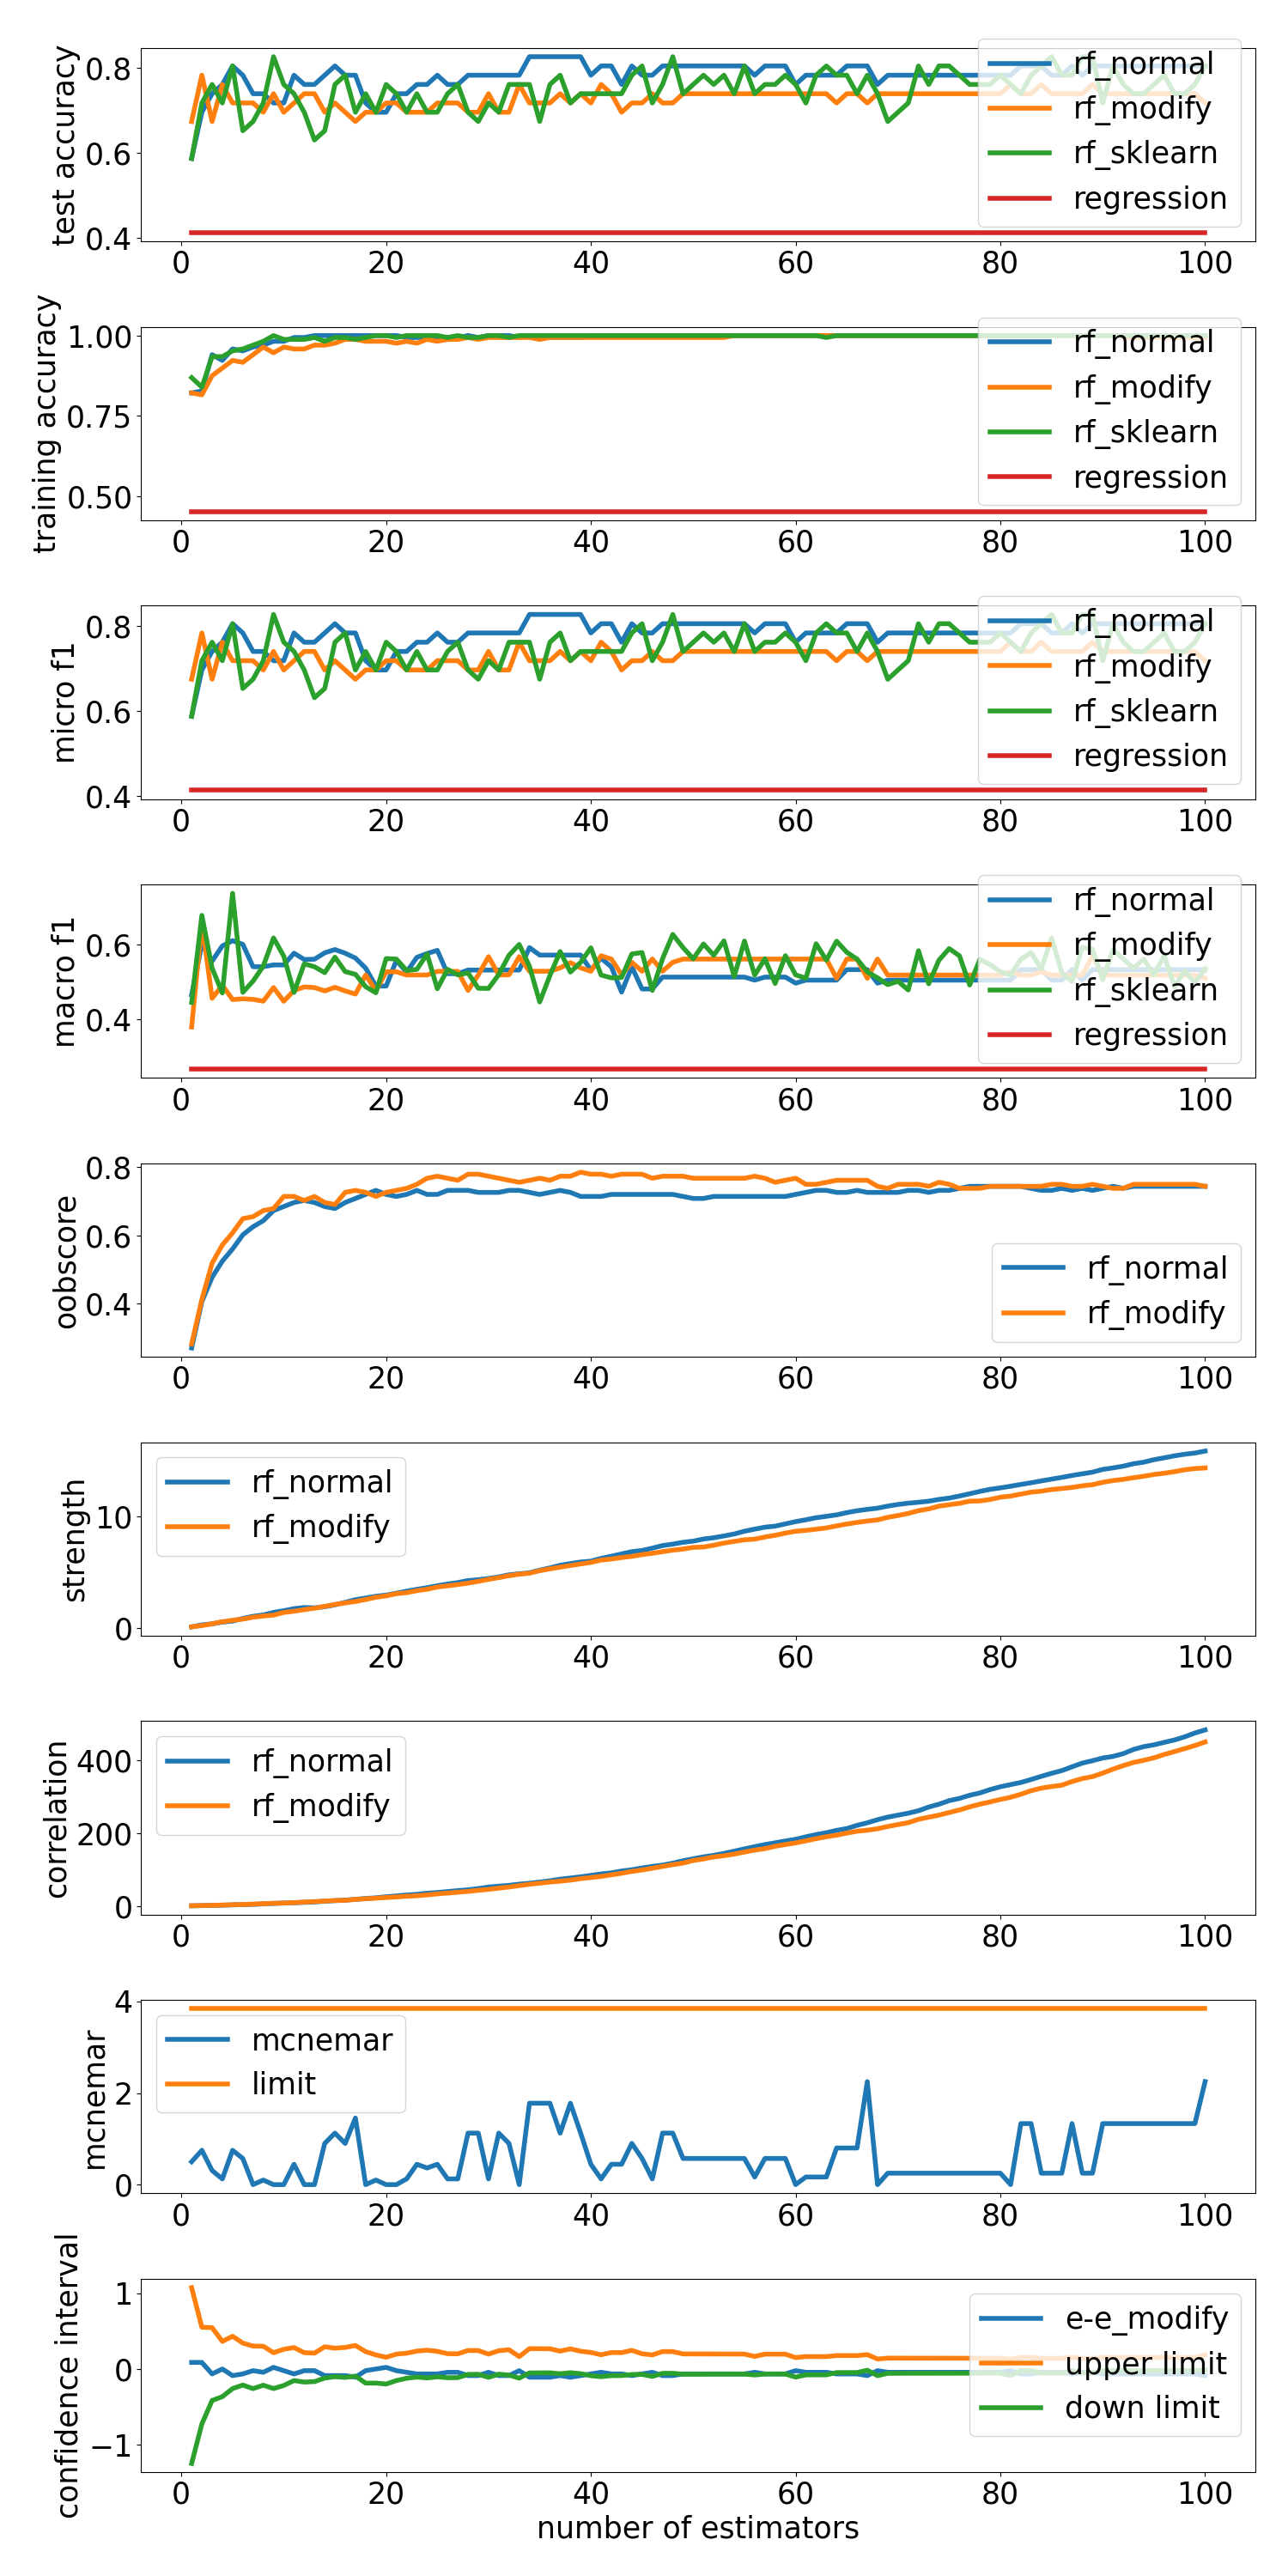 test accuracy
0.8
0.6
0.4
0 20 40 60 80 100
rf_normal
rf_modify
rf_sklearn
regression
training accuracy
1.00
0.75
0.50
0 20 40 60 80 100
rf_normal
rf_modify
rf_sklearn
regression
micro f1
0.8
0.6
0.4
0 20 40 60 80 100
rf_normal
rf_modify
rf_sklearn
regression
macro f1
0.6
0.4
0 20 40 60 80 100
rf_normal
rf_modify
rf_sklearn
regression
oobscore
0.8
0.6
0.4
0 20 40 60 80 100
rf_normal
rf_modify
strength
10
0
0 20 40 60 80 100
rf_normal
rf_modify
correlation
400
200
0
0 20 40 60 80 100
rf_normal
rf_modify
mcnemar
4
2
0
0 20 40 60 80 100
mcnemar
limit
confidence interval
1
0
−1
0 20 40 60 80 100
e-e_modify
upper limit
down limit
number of estimators